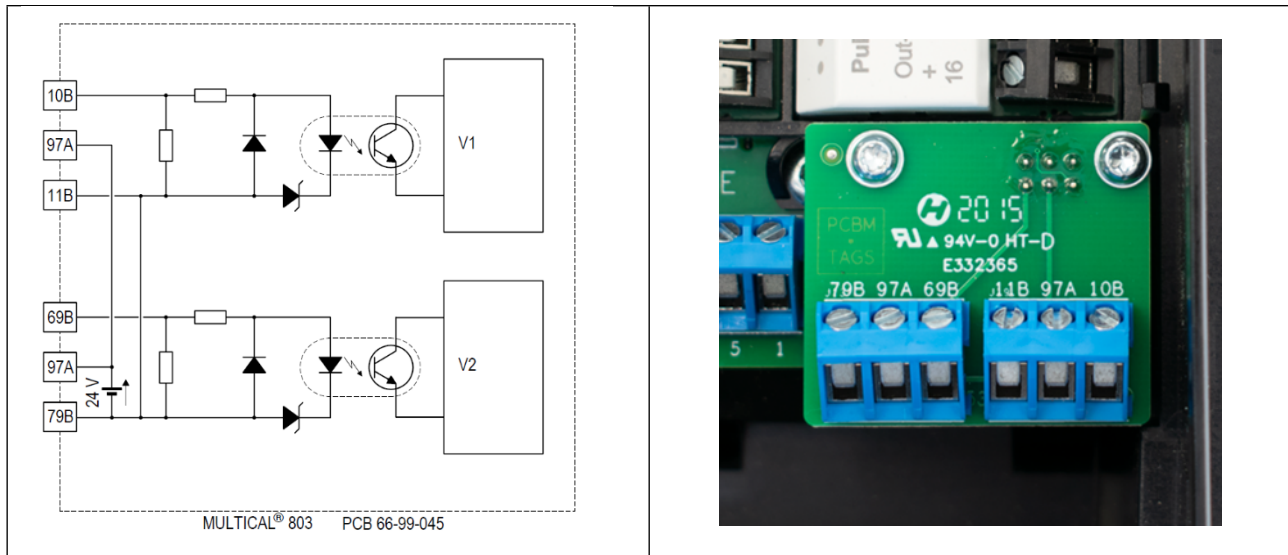 10B
97A
11B
V1
69B
97A
79B
24 V
V2
MULTICAL® 803 PCB 66-99-045
Pul
Out-
+
16
E
2015
PCBM
-
TAGS
94V-0 HT-D
E332365
79B 97A 69B 11B 97A 10B
5 1